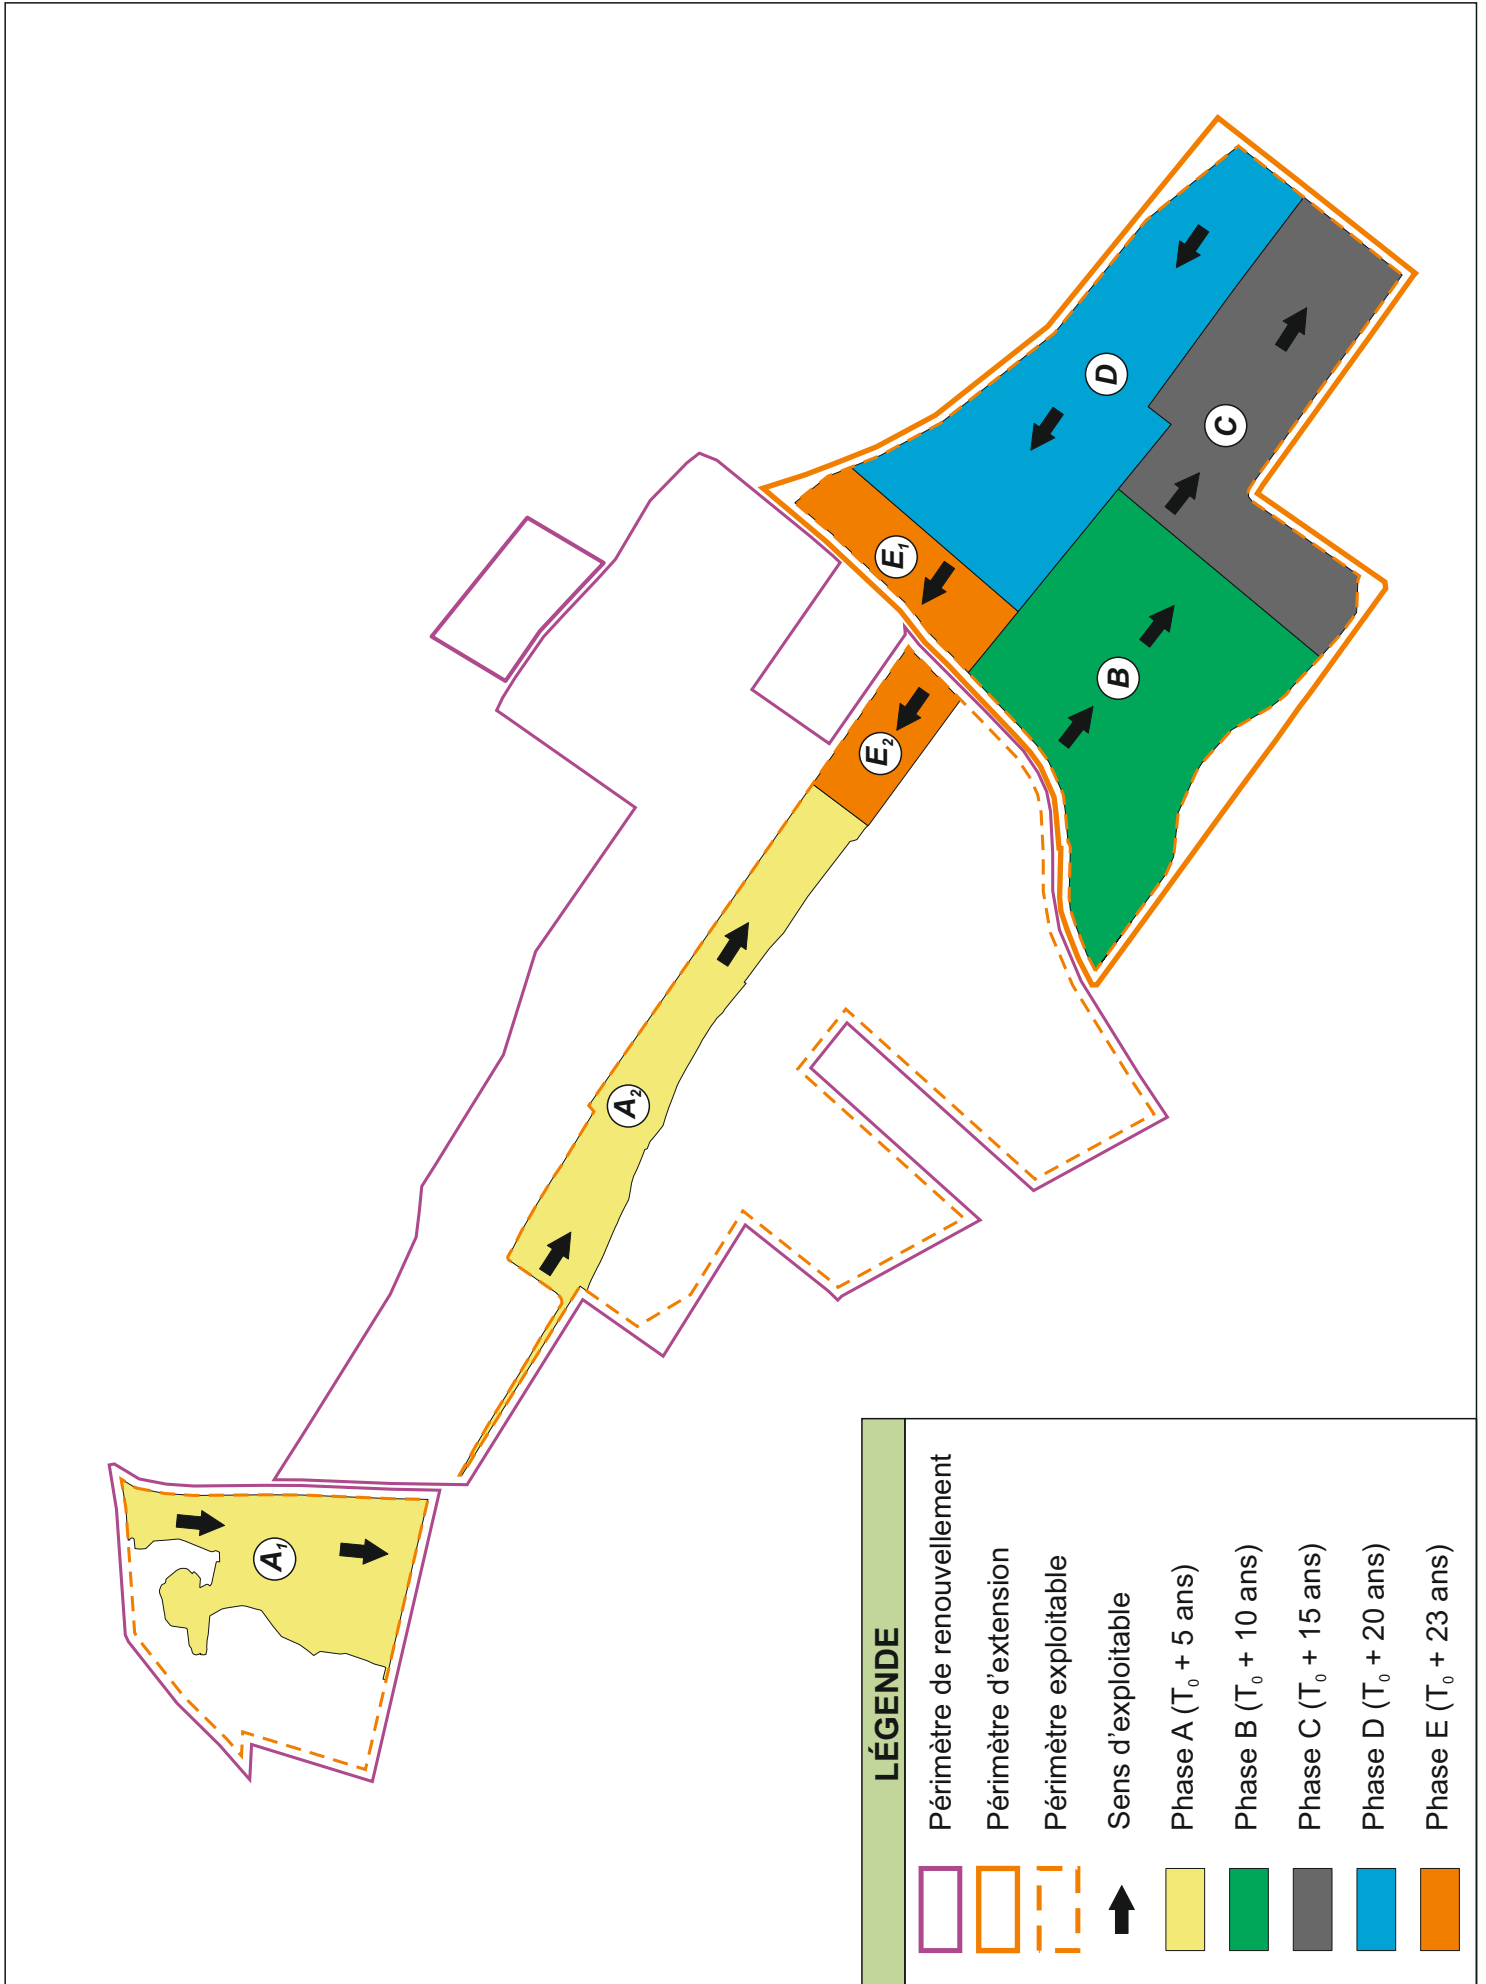 A1
A2
E1
E2
D
C
B
LÉGENDE
Périmètre de renouvellement
Périmètre d'extension
Périmètre exploitable
Sens d'exploitable
Phase A (T0 + 5 ans)
Phase B (T0 + 10 ans)
Phase C (T0 + 15 ans)
Phase D (T0 + 20 ans)
Phase E (T0 + 23 ans)